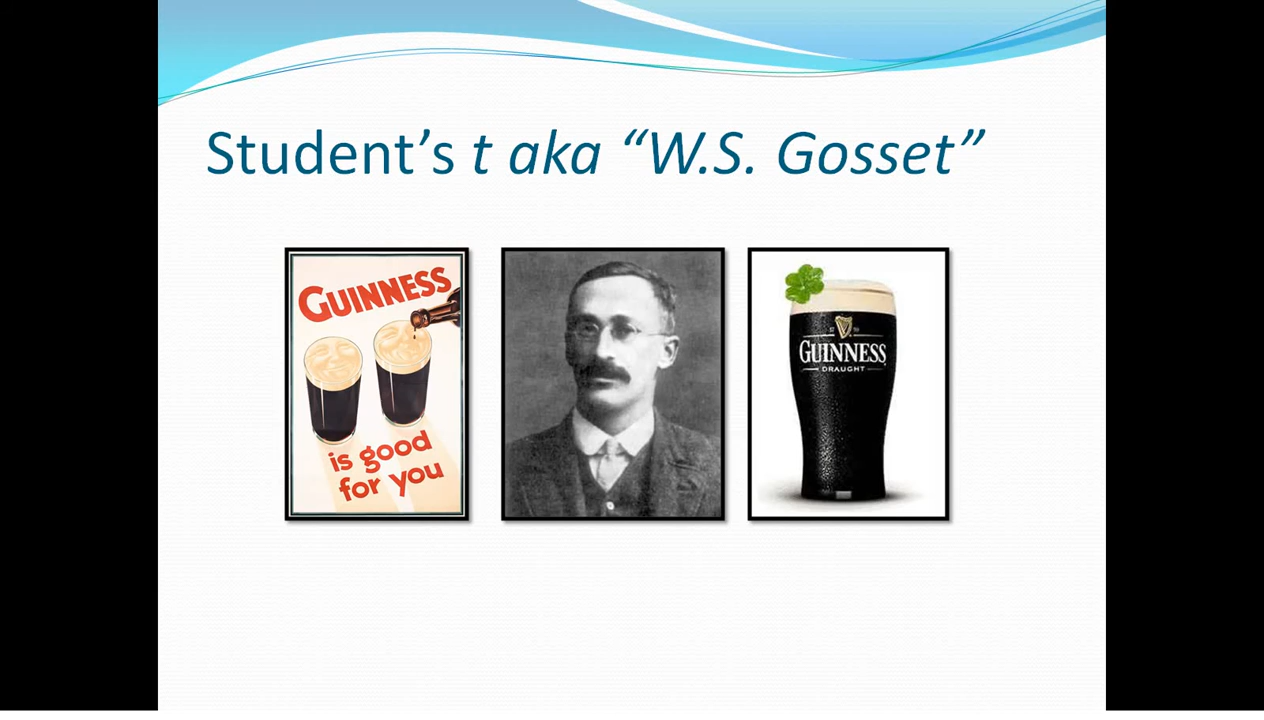 Student’s t aka “W.S. Gosset”
GUINNESS
is good
for you
GUINNESS
DRAUGHT